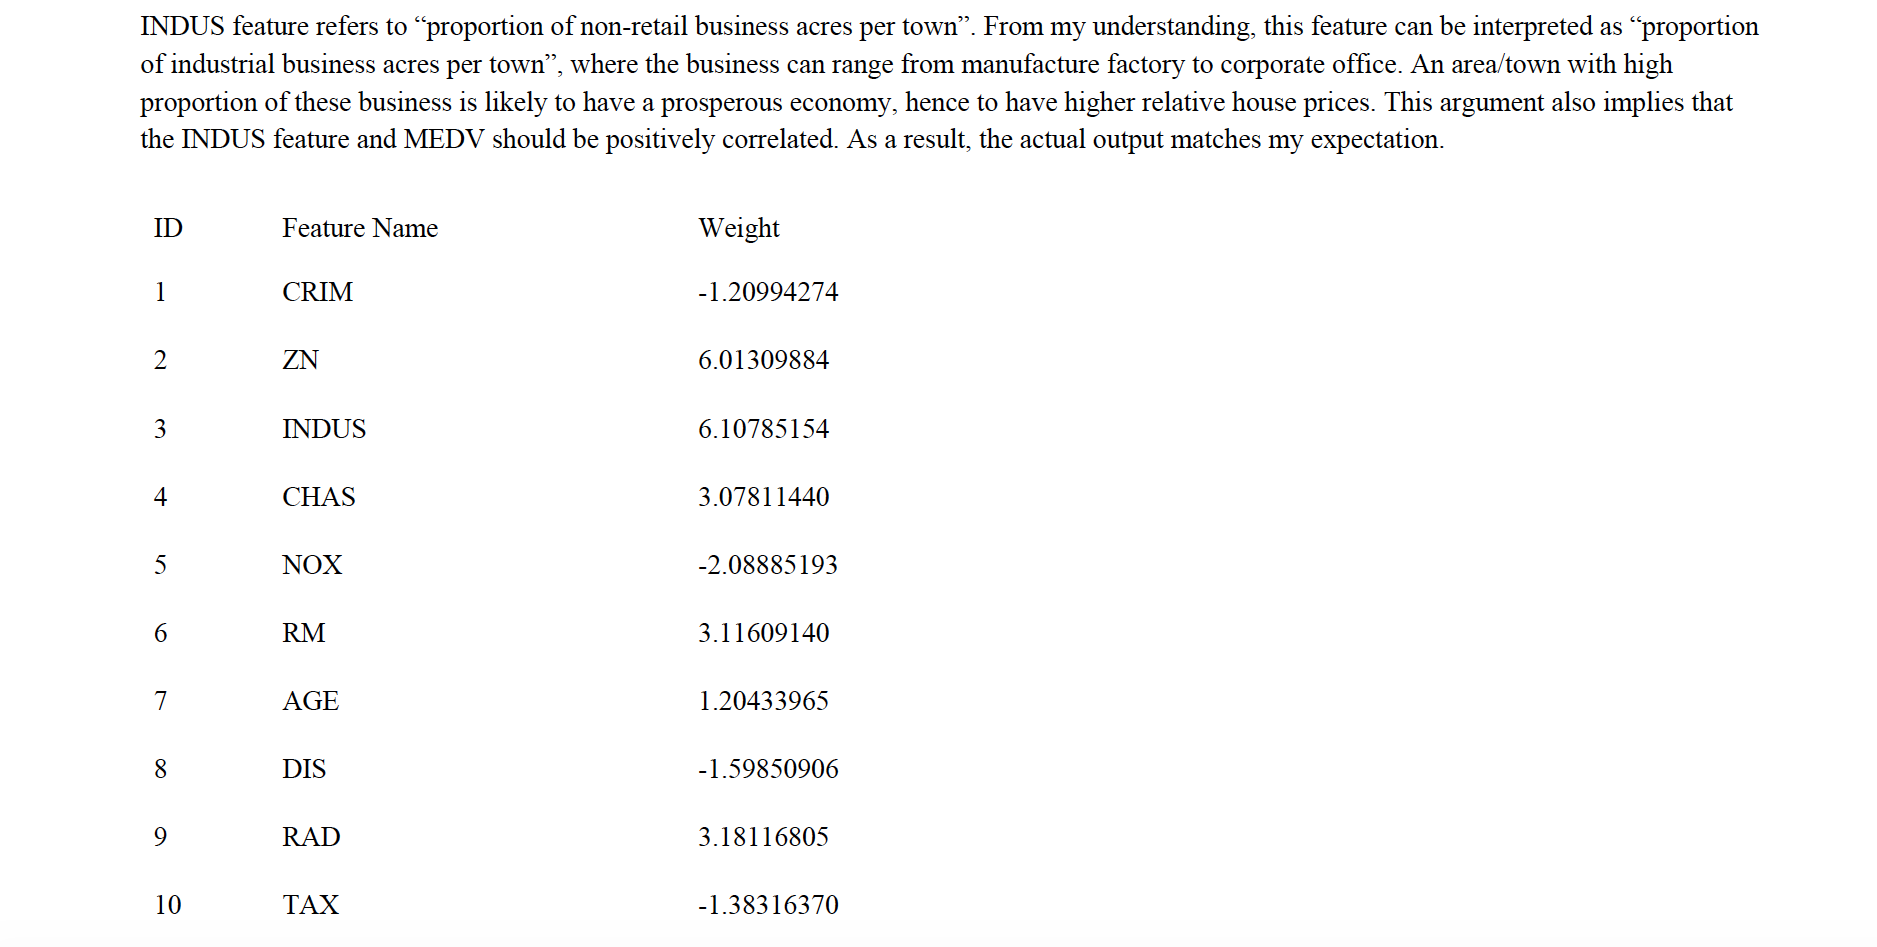 INDUS feature refers to “proportion of non-retail business acres per town”. From my understanding, this feature can be interpreted as “proportion
of industrial business acres per town”, where the business can range from manufacture factory to corporate office. An area/town with high
proportion of these business is likely to have a prosperous economy, hence to have higher relative house prices. This argument also implies that
the INDUS feature and MEDV should be positively correlated. As a result, the actual output matches my expectation.
ID Feature Name Weight
1 CRIM -1.20994274
2 ZN 6.01309884
3 INDUS 6.10785154
4 CHAS 3.07811440
5 NOX -2.08885193
6 RM 3.11609140
7 AGE 1.20433965
8 DIS -1.59850906
9 RAD 3.18116805
10 TAX -1.38316370